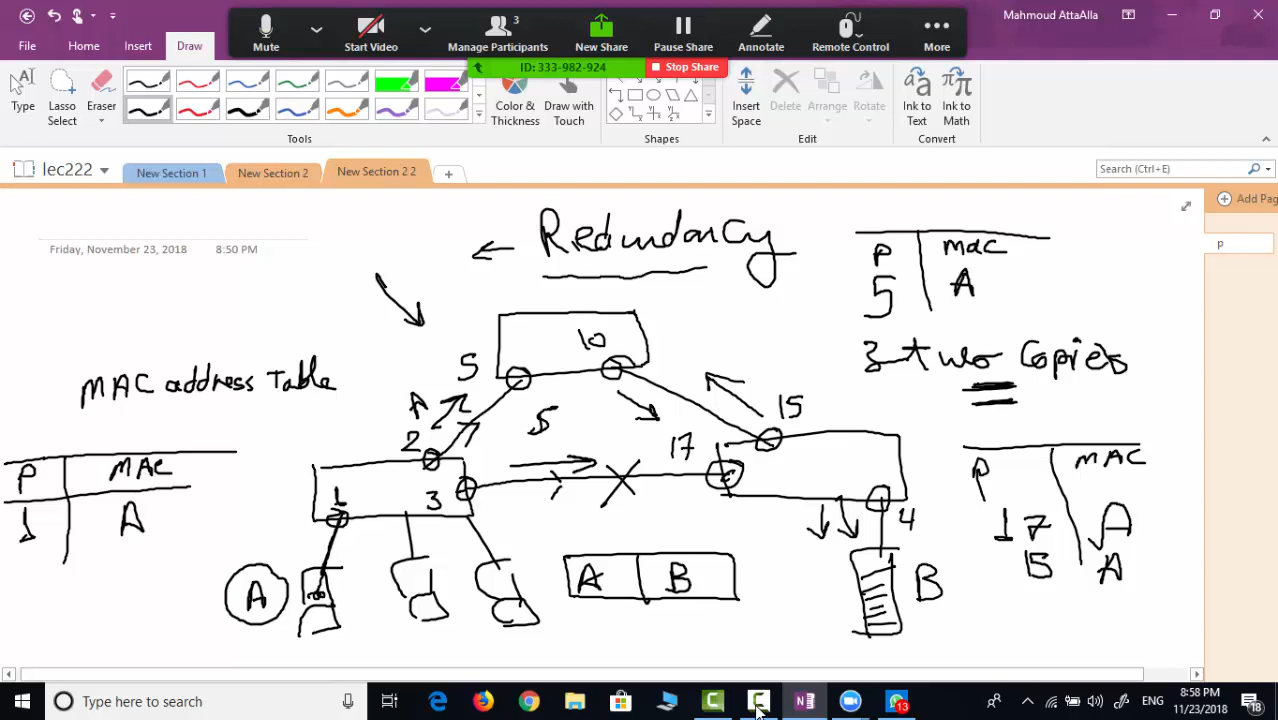 Mahmoud AttaAlla
File
Home
Insert
Draw
Mute
Start Video
3
Manage Participants
New Share
Pause Share
Annotate
Remote Control
More
ID: 333-982-924
Stop Share
Type
Lasso
Select
Eraser
Color &
Thickness
Draw with
Touch
Insert
Space
Delete
Arrange
Rotate
Ink to
Text
Ink to
Math
Tools
Shapes
Edit
Convert
lec222
New Section 1
New Section 2
New Section 2 2
Search (Ctrl+E)
Add Pag
p
Friday, November 23, 2018
8:50 PM
Redundancy
P MAC
5 A
10
5
two Copies
MAC address Table
A
2
S
15
17
P MAC
1 A
1
3
4
P MAC
17 A
15 A
A
A B
B
Type here to search
13
ENG
8:58 PM
11/23/2018
18